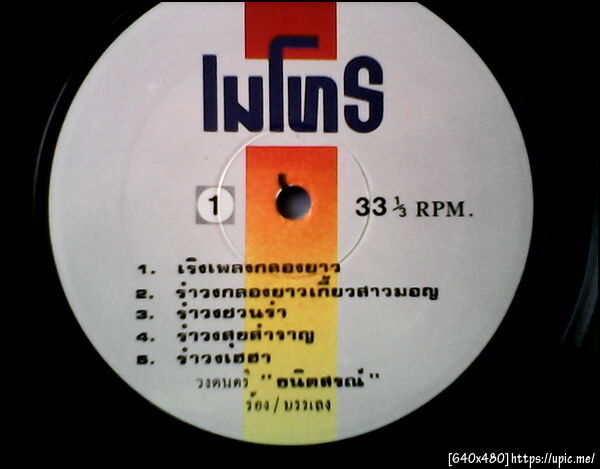 เมโทร
1
33 ⅓ RPM.
1. เริงเพลงกลองยาว
2. รำวงกลองยาวเกี้ยวสาวมอญ
3. รำวงชวนรำ
4. รำวงสุขสำราญ
5. รำวงเฮฮา
วงดนตรี "ธนิตสรณ์"
ร้อง/บรรเลง
[640x480]https://upic.me/